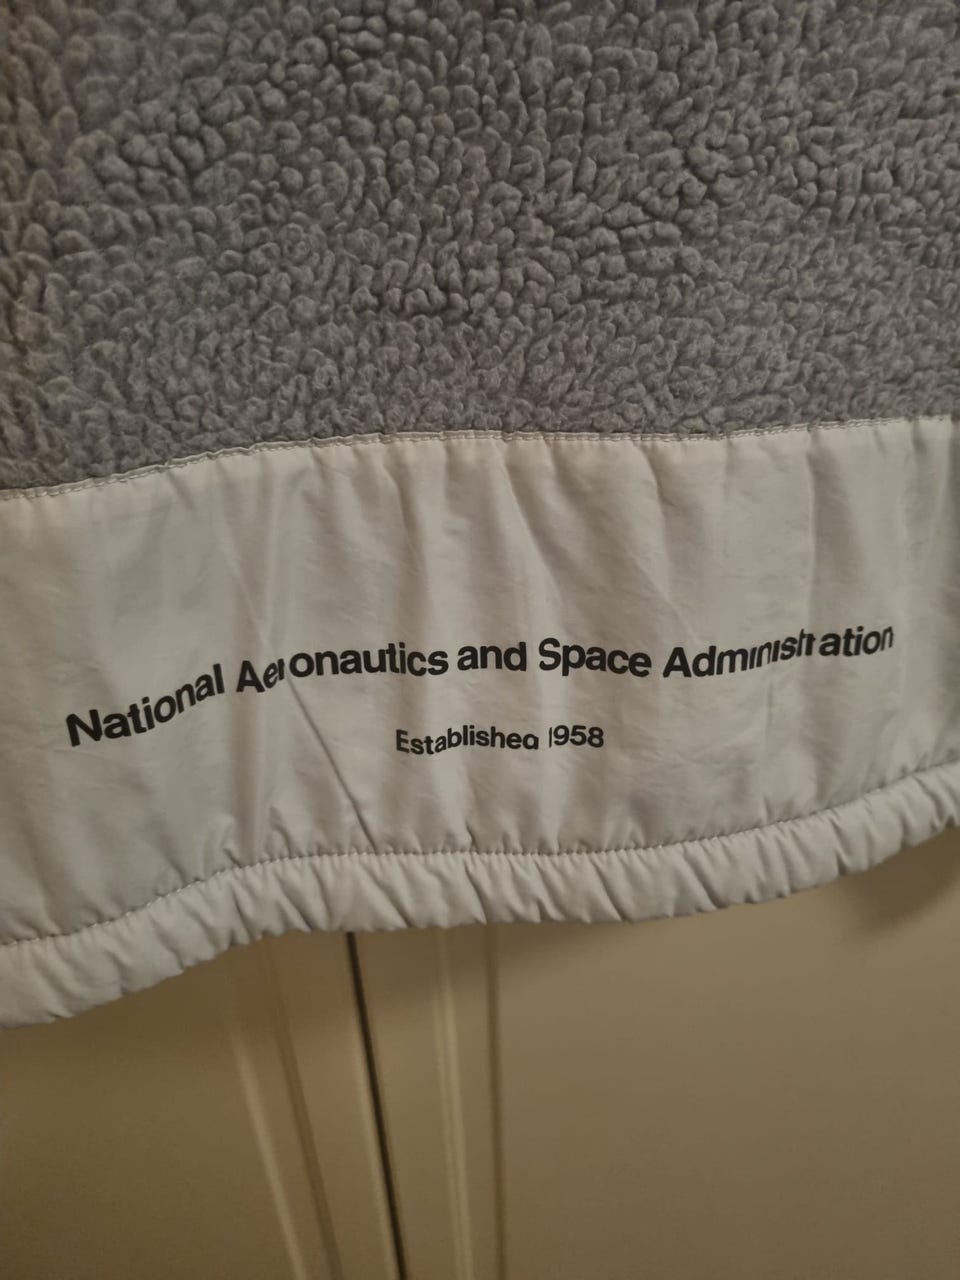 National Aeronautics and Space Administration
Established 1958